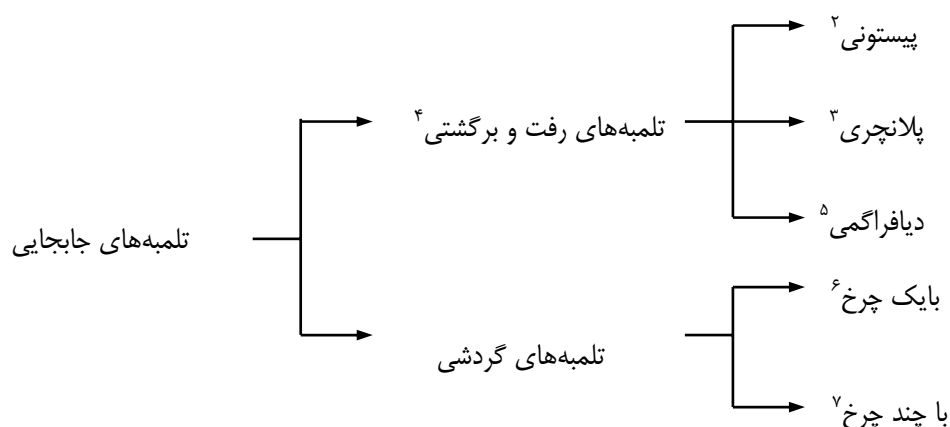 پیستونی۲
تلمبه‌های رفت و برگشتی۴
پلانچری۳
دیافراگمی۵
تلمبه‌های جابجایی
بایک چرخ۶
تلمبه‌های گردشی
با چند چرخ۷